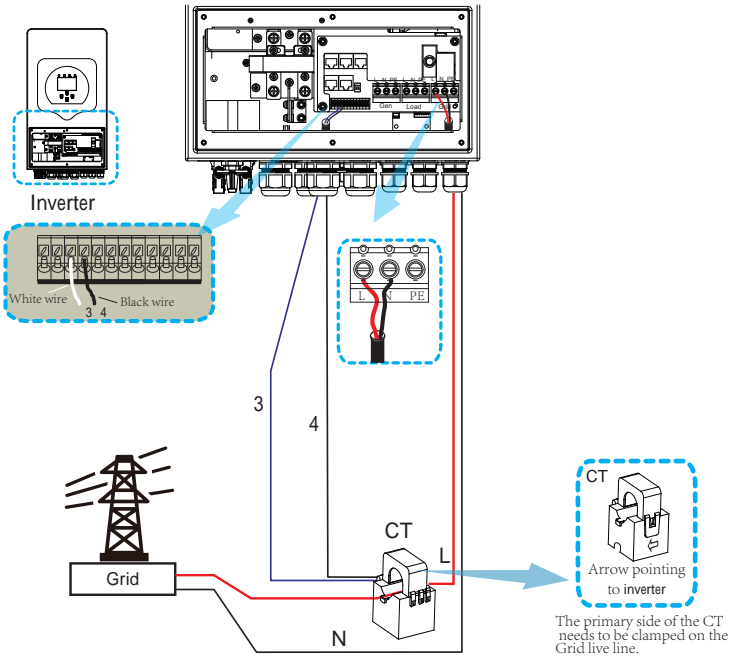 L N PE L N PE L N PE
Gen Load Grid
Inverter
White wire
Black wire
3 4
L N PE
3
4
CT
L
Grid
N
CT
Arrow pointing
to inverter
The primary side of the CT
needs to be clamped on the
Grid live line.